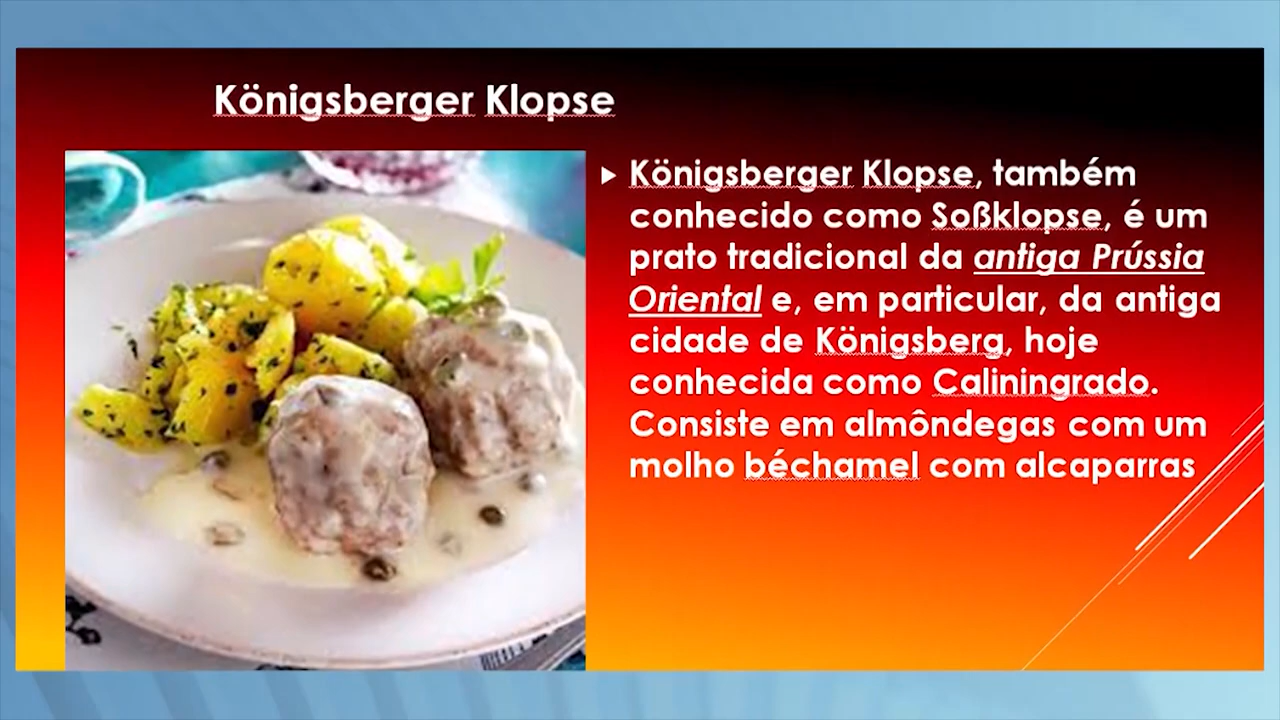 Königsberger Klopse
Königsberger Klopse, também
conhecido como Soßklopse, é um
prato tradicional da antiga Prússia
Oriental e, em particular, da antiga
cidade de Königsberg, hoje
conhecida como Caliningrado.
Consiste em almôndegas com um
molho béchamel com alcaparras